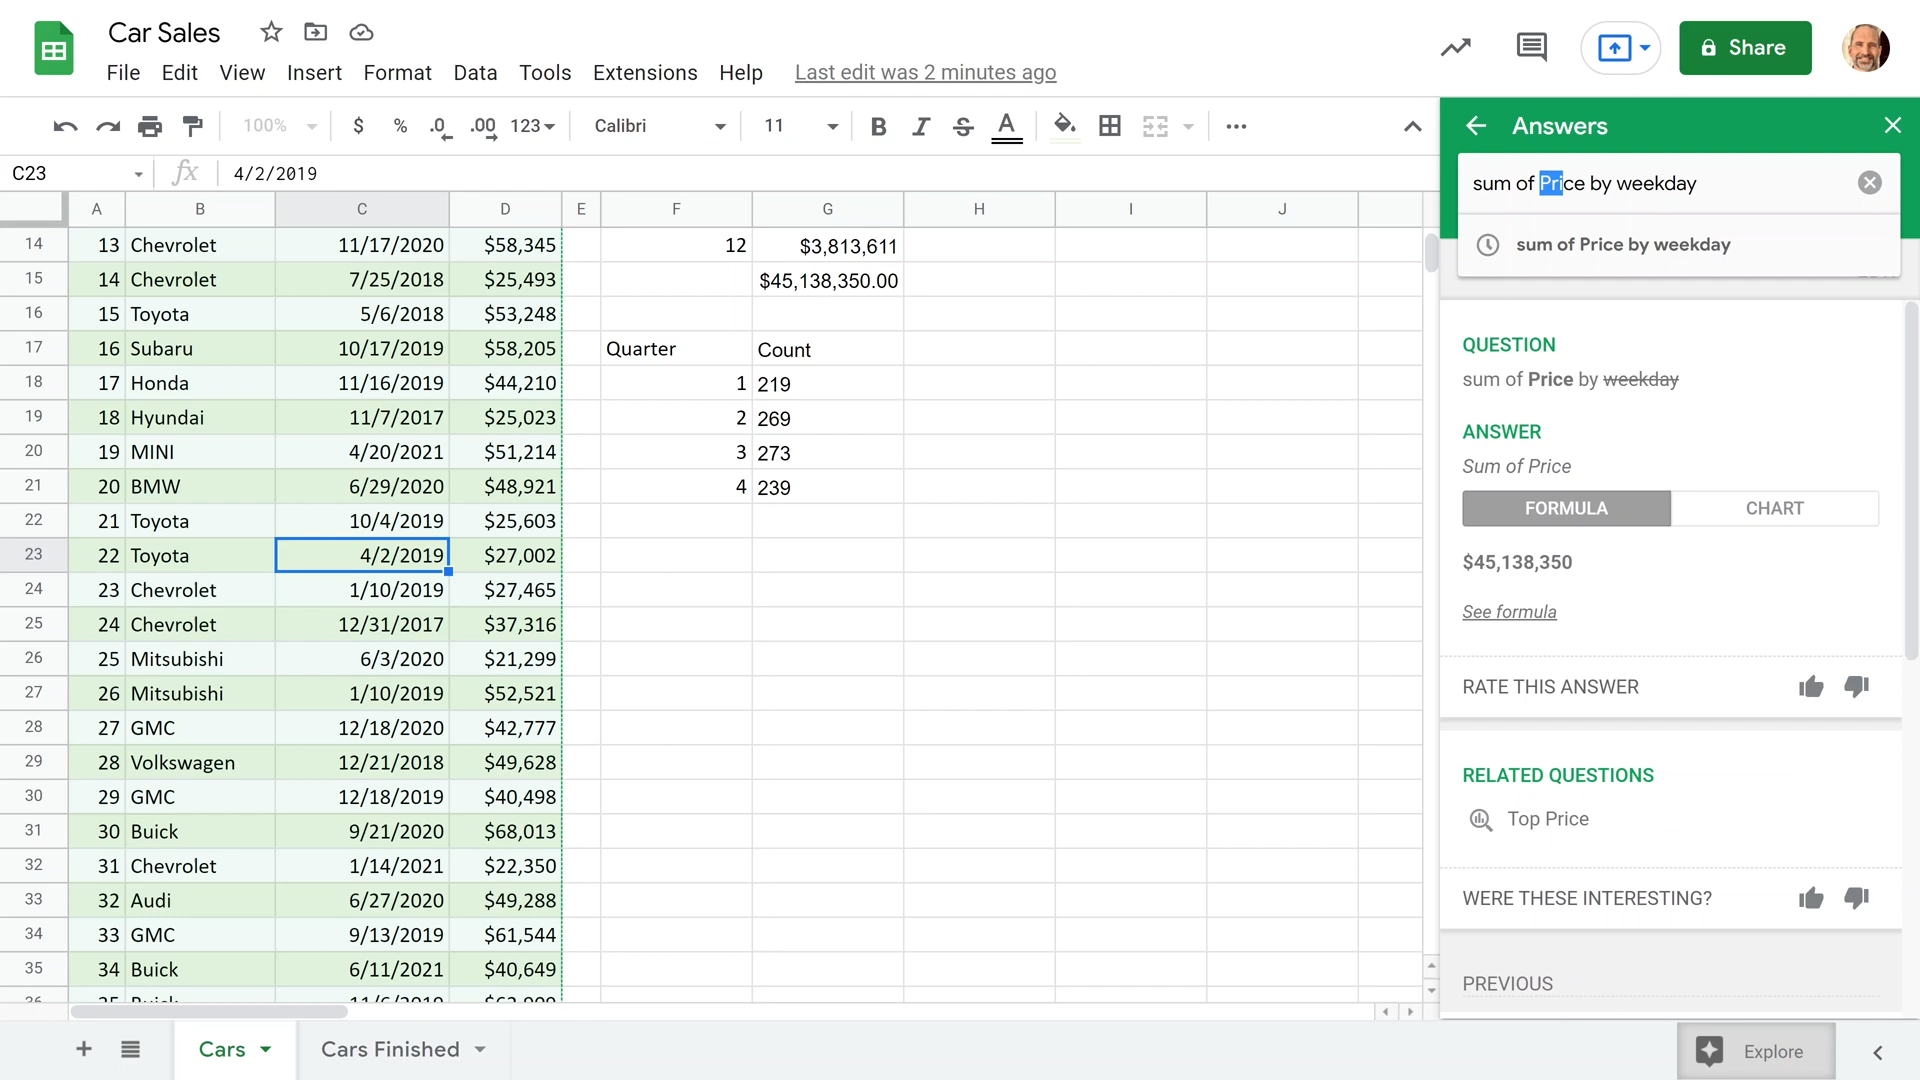 Car Sales
File Edit View Insert Format Data Tools Extensions Help Last edit was 2 minutes ago
Share
100% $ % .0 .00 123 Calibri 11 B I S A
C23 fx 4/2/2019
A B C D E F G H I J
14 13 Chevrolet 11/17/2020 $58,345 12 $3,813,611
15 14 Chevrolet 7/25/2018 $25,493 $45,138,350.00
16 15 Toyota 5/6/2018 $53,248
17 16 Subaru 10/17/2019 $58,205 Quarter Count
18 17 Honda 11/16/2019 $44,210 1 219
19 18 Hyundai 11/7/2017 $25,023 2 269
20 19 MINI 4/20/2021 $51,214 3 273
21 20 BMW 6/29/2020 $48,921 4 239
22 21 Toyota 10/4/2019 $25,603
23 22 Toyota 4/2/2019 $27,002
24 23 Chevrolet 1/10/2019 $27,465
25 24 Chevrolet 12/31/2017 $37,316
26 25 Mitsubishi 6/3/2020 $21,299
27 26 Mitsubishi 1/10/2019 $52,521
28 27 GMC 12/18/2020 $42,777
29 28 Volkswagen 12/21/2018 $49,628
30 29 GMC 12/18/2019 $40,498
31 30 Buick 9/21/2020 $68,013
32 31 Chevrolet 1/14/2021 $22,350
33 32 Audi 6/27/2020 $49,288
34 33 GMC 9/13/2019 $61,544
35 34 Buick 6/11/2021 $40,649
Answers
sum of Price by weekday
sum of Price by weekday
QUESTION
sum of Price by weekday
ANSWER
Sum of Price
FORMULA CHART
$45,138,350
See formula
RATE THIS ANSWER
RELATED QUESTIONS
Top Price
WERE THESE INTERESTING?
PREVIOUS
Cars Cars Finished Explore